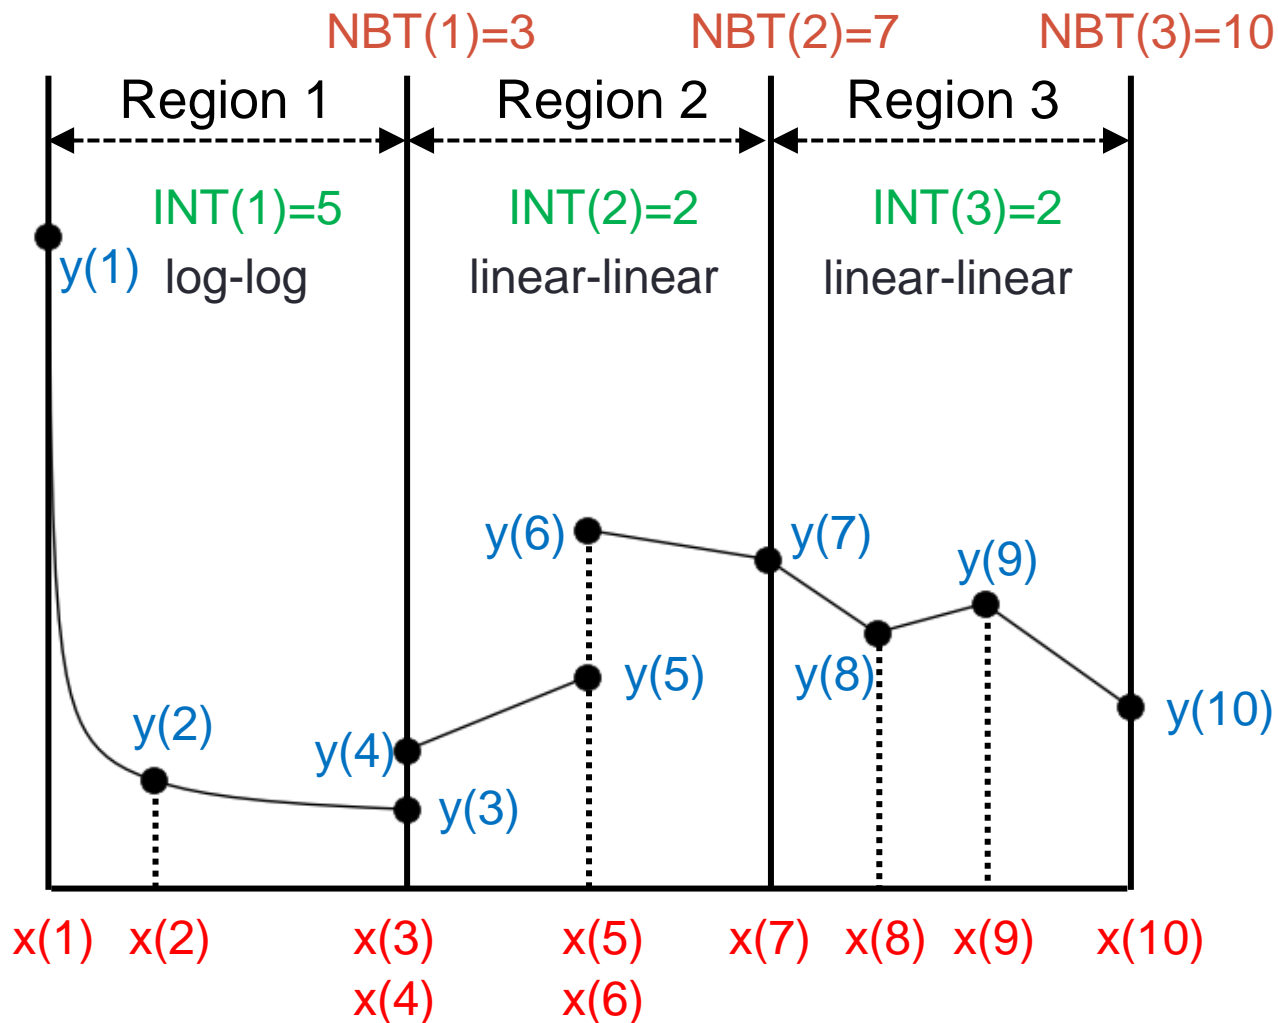 NBT(1)=3 NBT(2)=7 NBT(3)=10
Region 1 Region 2 Region 3
INT(1)=5 INT(2)=2 INT(3)=2
y(1) log-log linear-linear linear-linear
y(6) y(7)
y(9)
y(5) y(8)
y(2) y(10)
y(4)
y(3)
x(1) x(2) x(3) x(5) x(7) x(8) x(9) x(10)
x(4) x(6)